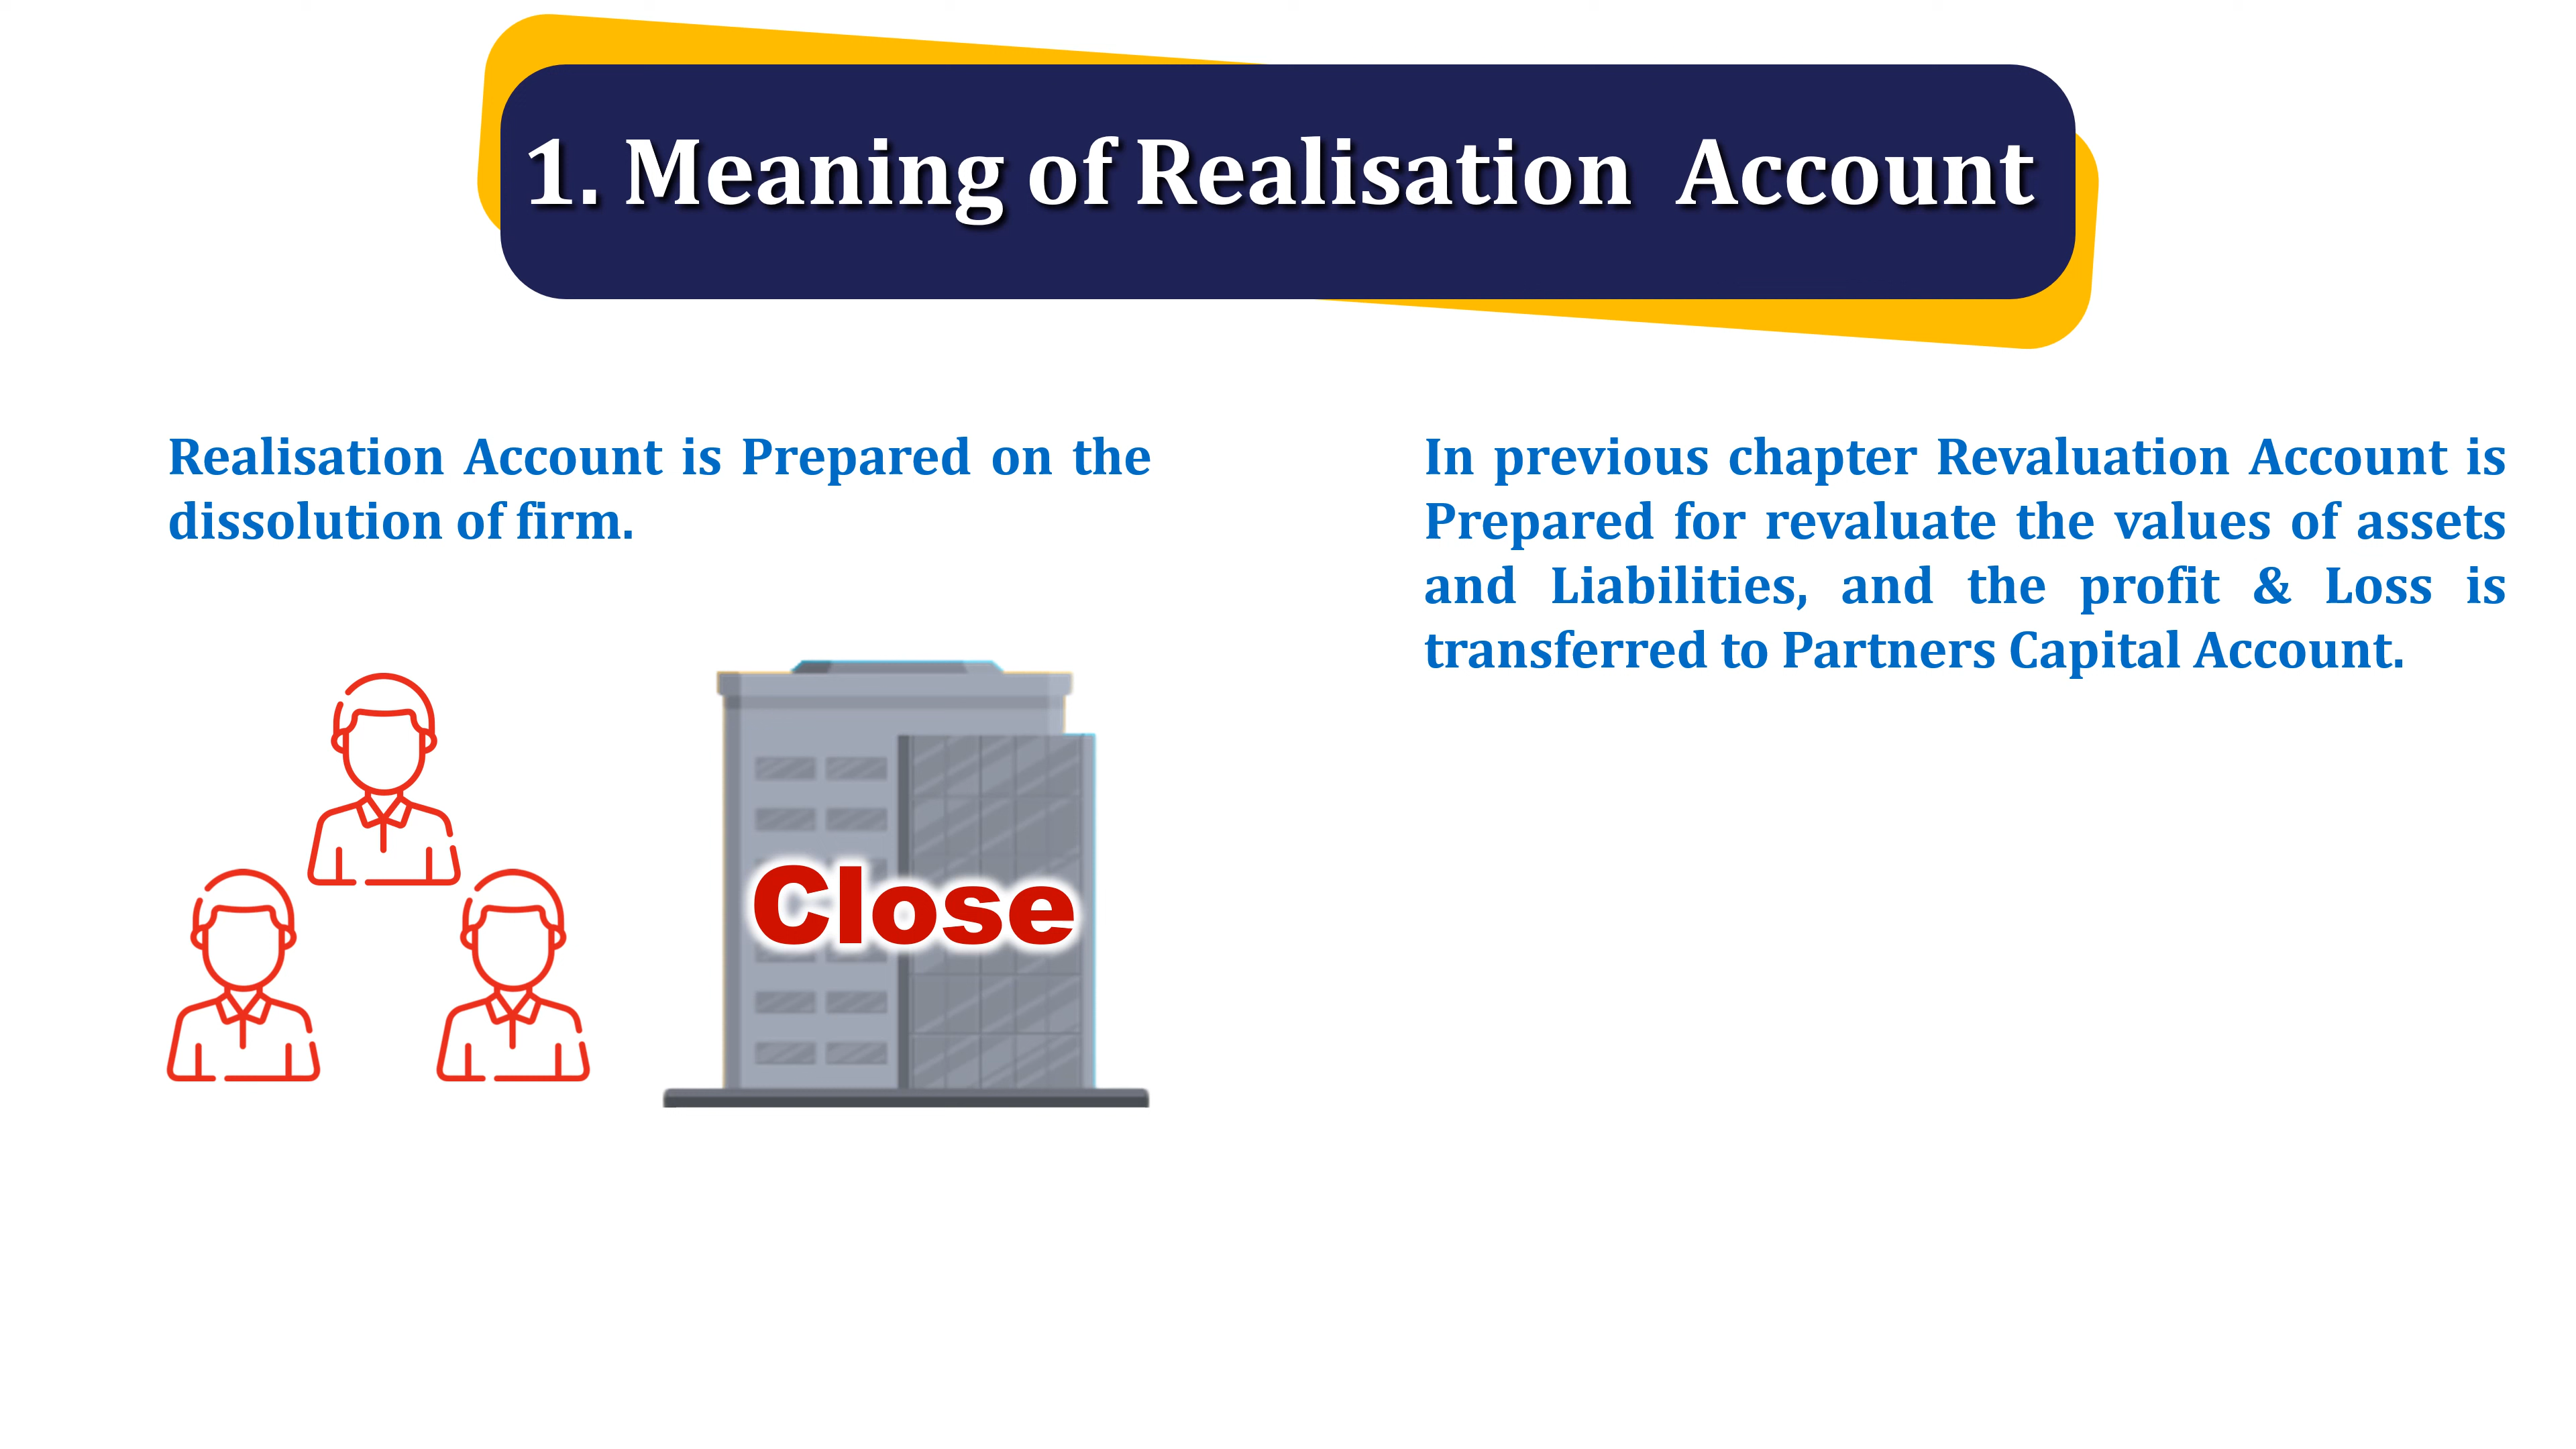 1. Meaning of Realisation Account
Realisation Account is Prepared on the
dissolution of firm.
In previous chapter Revaluation Account is
Prepared for revaluate the values of assets
and Liabilities, and the profit & Loss is
transferred to Partners Capital Account.
Close